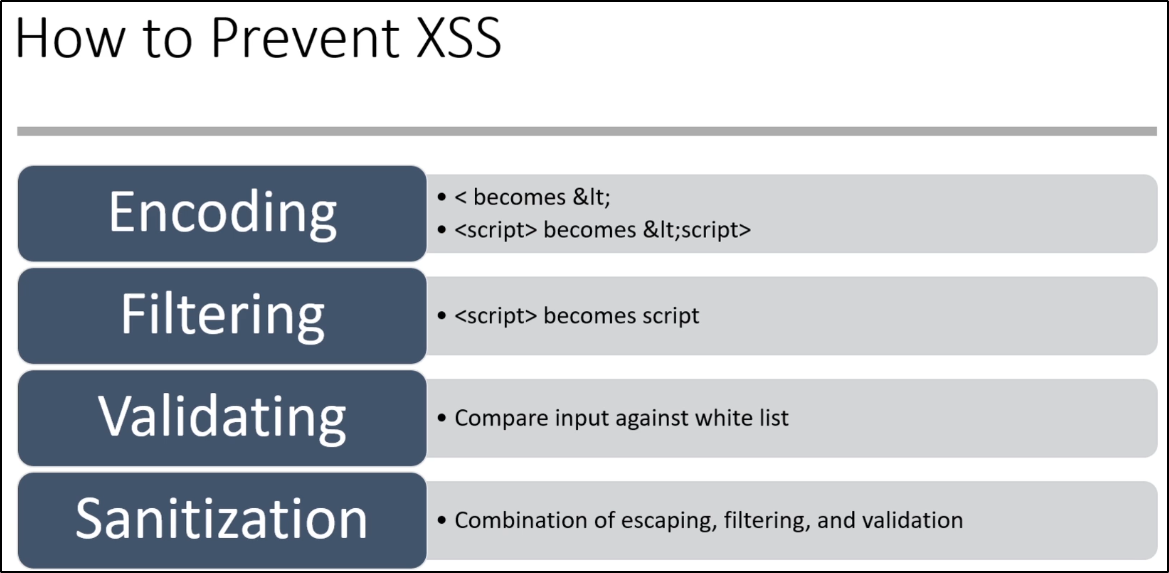 How to Prevent XSS
Encoding
• < becomes &lt;
• <script> becomes &lt;script>
Filtering
• <script> becomes script
Validating
• Compare input against white list
Sanitization
• Combination of escaping, filtering, and validation